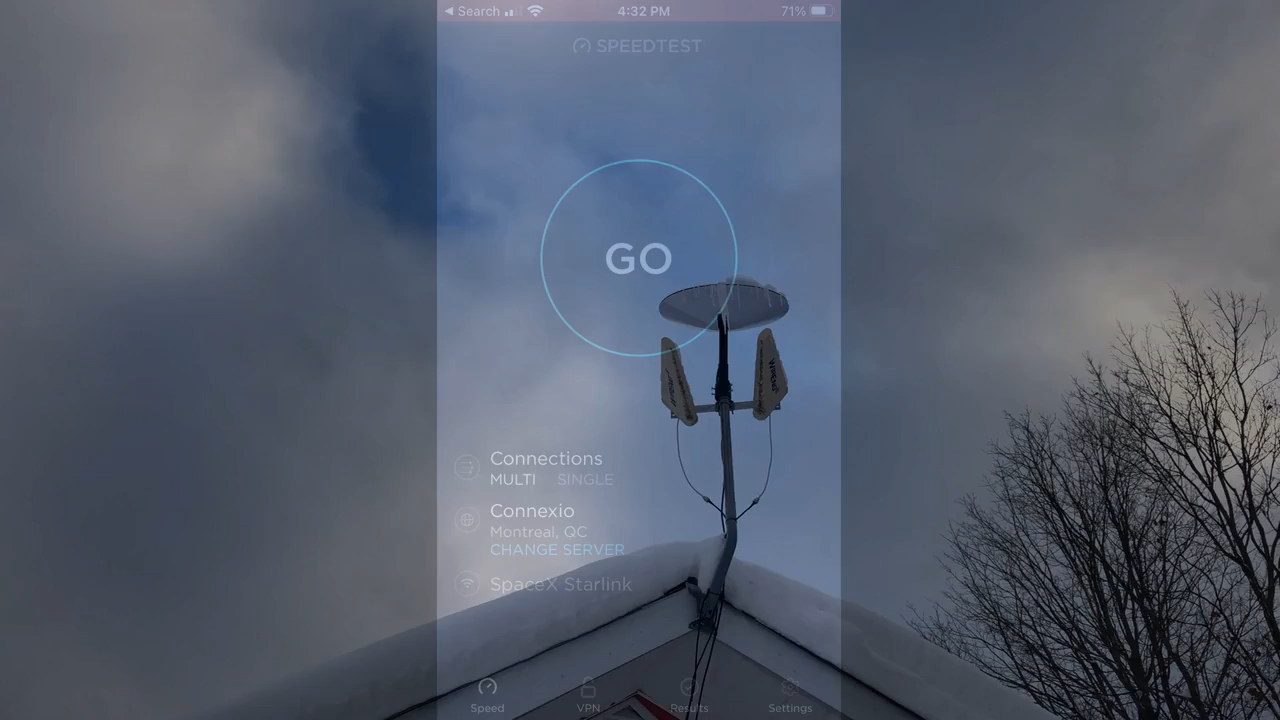 Search
4:32 PM
71%
SPEEDTEST
GO
Connections
MULTI SINGLE
Connexio
Montreal, QC
CHANGE SERVER
SpaceX Starlink
Speed
VPN
Results
Settings